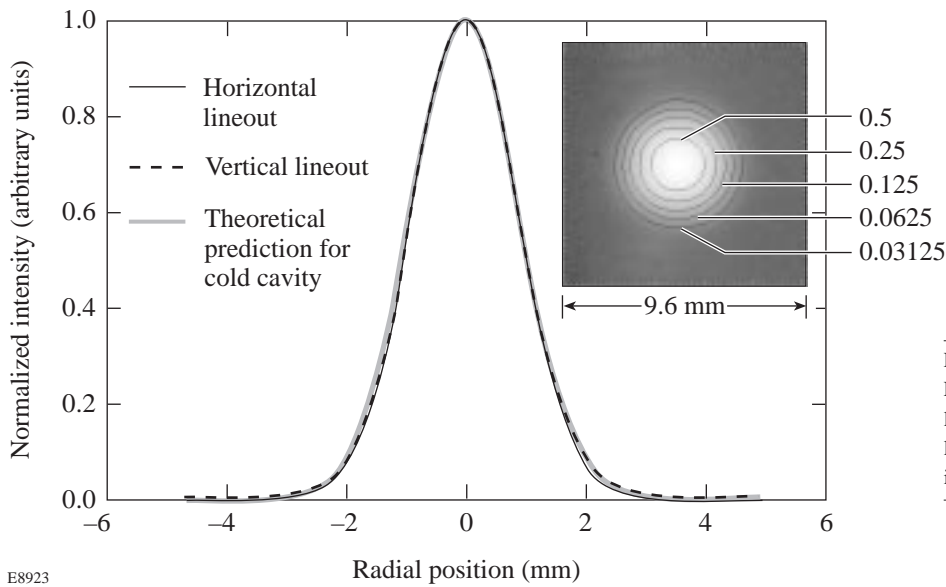 Normalized intensity (arbitrary units)
1.0
0.8
0.6
0.4
0.2
0.0
Horizontal
lineout
Vertical lineout
Theoretical
prediction for
cold cavity
0.5
0.25
0.125
0.0625
0.03125
9.6 mm
–6
–4
–2
0
2
4
6
Radial position (mm)
E8923